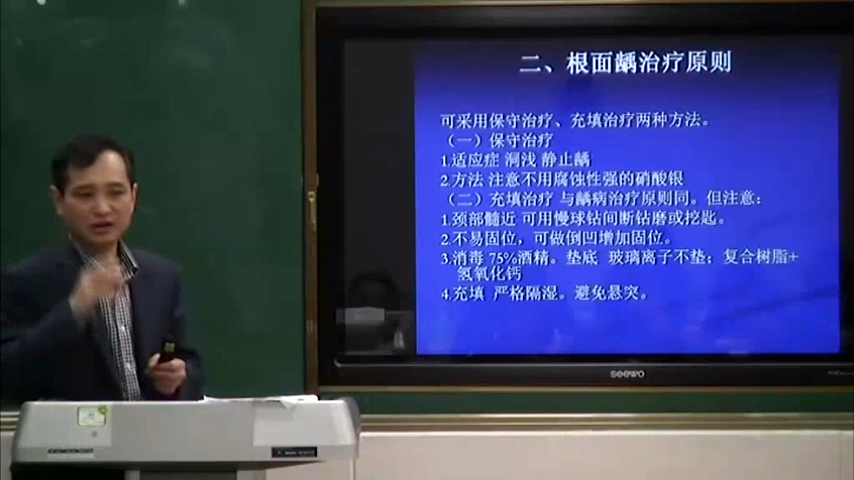 二、根面龋治疗原则
可采用保守治疗、充填治疗两种方法。
（一）保守治疗
1.适应症 洞浅 静止龋
2.方法 注意不用腐蚀性强的硝酸银
（二）充填治疗 与龋病治疗原则同。但注意：
1.颈部髓近 可用慢球钻间断钻磨或挖匙。
2.不易固位，可做倒凹增加固位。
3.消毒 75%酒精。垫底 玻璃离子不垫；复合树脂+
氢氧化钙
4.充填 严格隔湿。避免悬突。
seewo